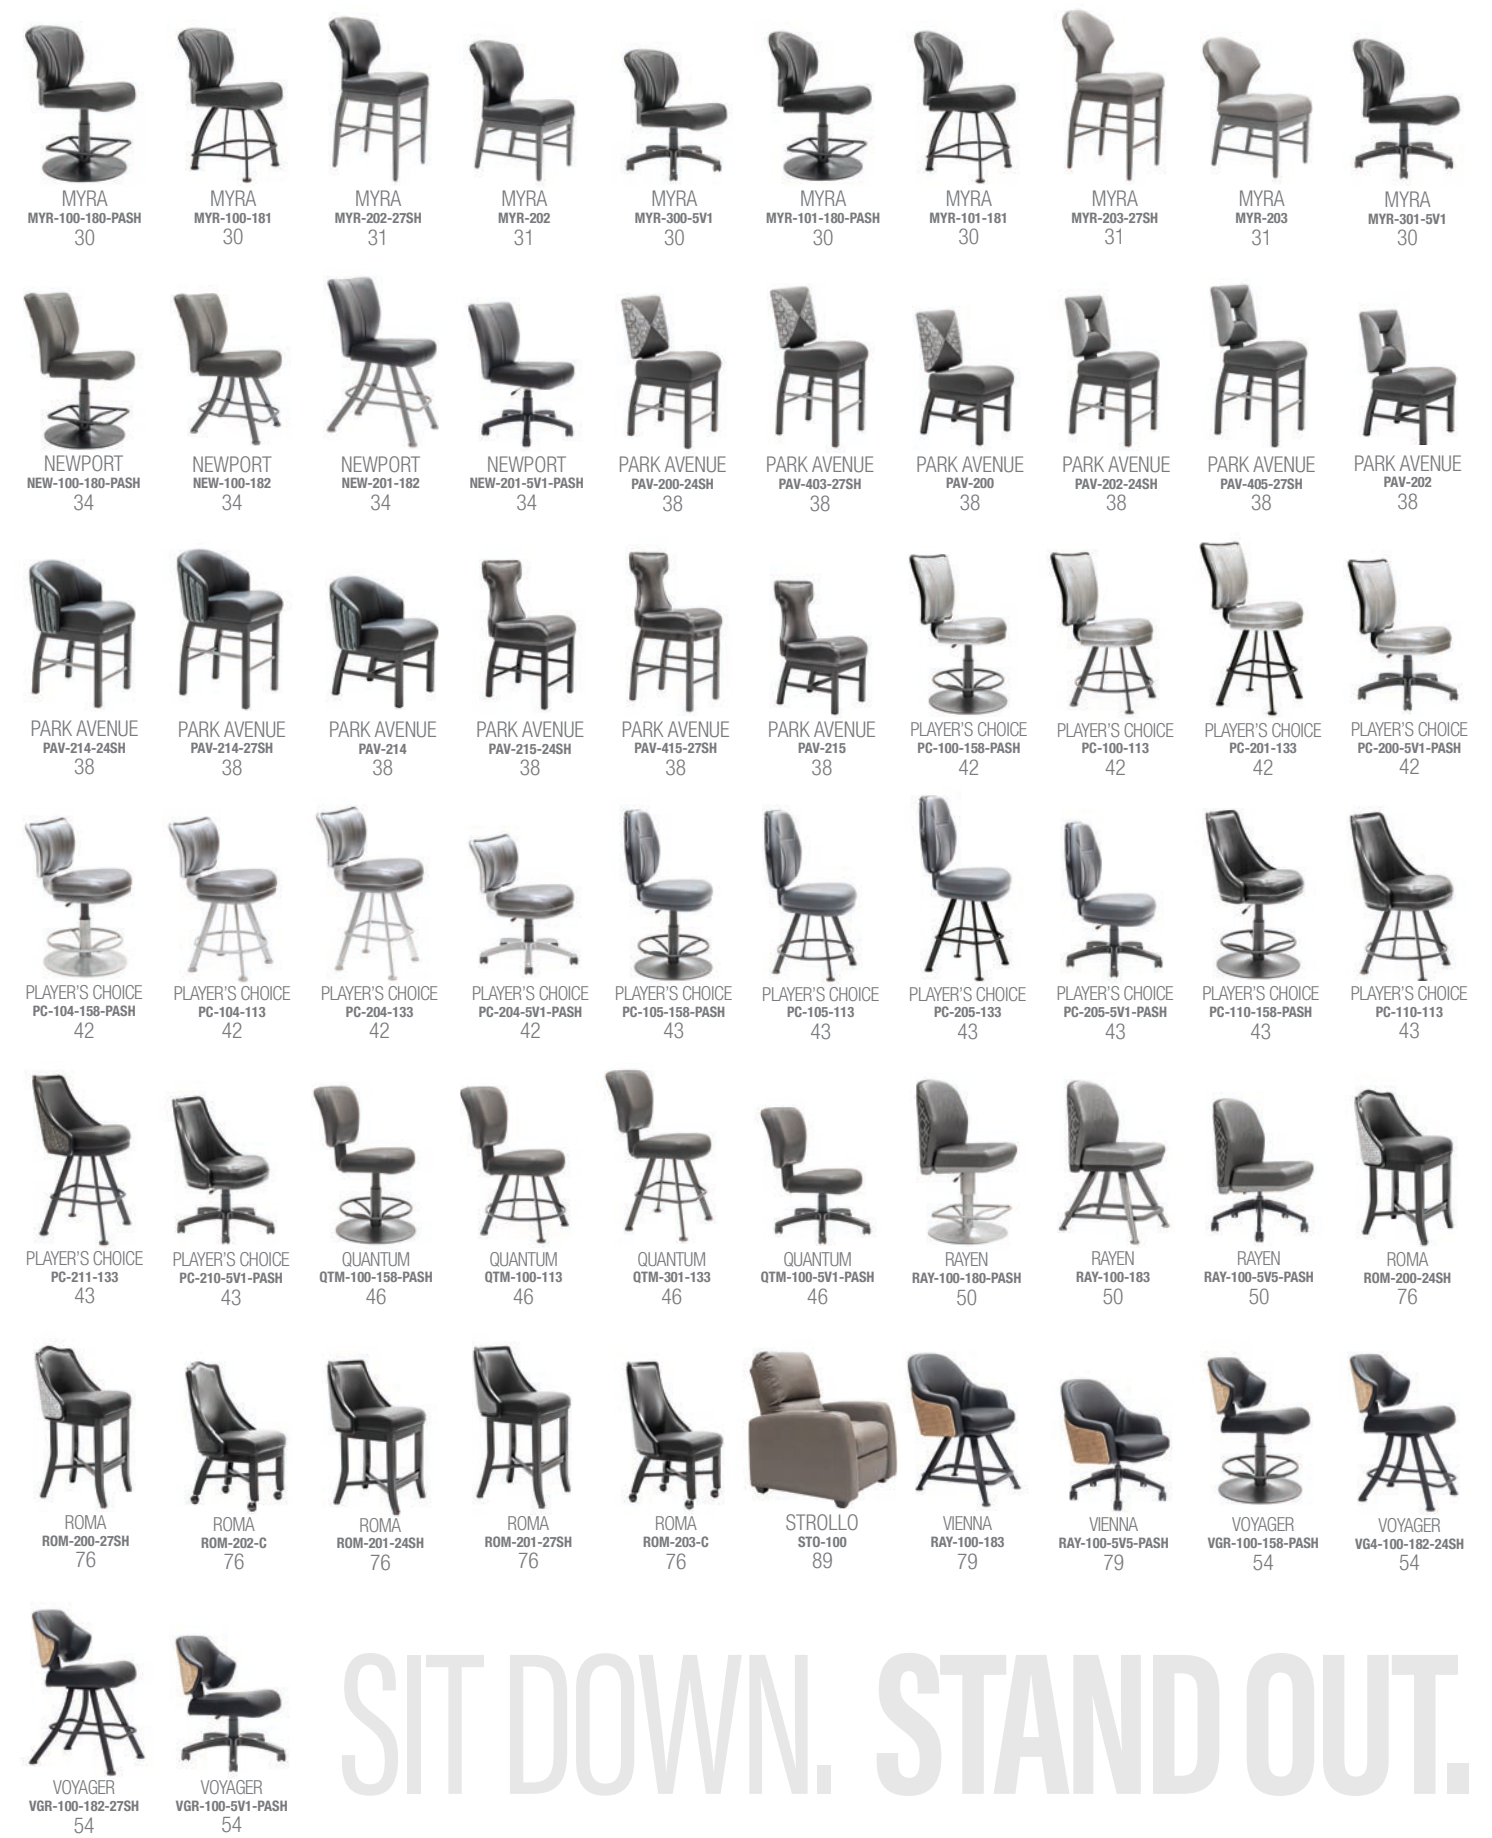 MYRA
MYR-100-180-PASH
30
MYRA
MYR-100-181
30
MYRA
MYR-202-27SH
31
MYRA
MYR-202
31
MYRA
MYR-300-5V1
30
MYRA
MYR-101-180-PASH
30
MYRA
MYR-101-181
30
MYRA
MYR-203-27SH
31
MYRA
MYR-203
31
MYRA
MYR-301-5V1
30
NEWPORT
NEW-100-180-PASH
34
NEWPORT
NEW-100-182
34
NEWPORT
NEW-201-182
34
NEWPORT
NEW-201-5V1-PASH
34
PARK AVENUE
PAV-200-24SH
38
PARK AVENUE
PAV-403-27SH
38
PARK AVENUE
PAV-200
38
PARK AVENUE
PAV-202-24SH
38
PARK AVENUE
PAV-405-27SH
38
PARK AVENUE
PAV-202
38
PARK AVENUE
PAV-214-24SH
38
PARK AVENUE
PAV-214-27SH
38
PARK AVENUE
PAV-214
38
PARK AVENUE
PAV-215-24SH
38
PARK AVENUE
PAV-415-27SH
38
PARK AVENUE
PAV-215
38
PLAYER'S CHOICE
PC-100-158-PASH
42
PLAYER'S CHOICE
PC-100-113
42
PLAYER'S CHOICE
PC-201-133
42
PLAYER'S CHOICE
PC-200-5V1-PASH
42
PLAYER'S CHOICE
PC-104-158-PASH
42
PLAYER'S CHOICE
PC-104-113
42
PLAYER'S CHOICE
PC-204-133
42
PLAYER'S CHOICE
PC-204-5V1-PASH
42
PLAYER'S CHOICE
PC-105-158-PASH
43
PLAYER'S CHOICE
PC-105-113
43
PLAYER'S CHOICE
PC-205-133
43
PLAYER'S CHOICE
PC-205-5V1-PASH
43
PLAYER'S CHOICE
PC-110-158-PASH
43
PLAYER'S CHOICE
PC-110-113
43
PLAYER'S CHOICE
PC-211-133
43
PLAYER'S CHOICE
PC-210-5V1-PASH
43
QUANTUM
QTM-100-158-PASH
46
QUANTUM
QTM-100-113
46
QUANTUM
QTM-301-133
46
QUANTUM
QTM-100-5V1-PASH
46
RAYEN
RAY-100-180-PASH
50
RAYEN
RAY-100-183
50
RAYEN
RAY-100-5V5-PASH
50
ROMA
ROM-200-24SH
76
ROMA
ROM-200-27SH
76
ROMA
ROM-202-C
76
ROMA
ROM-201-24SH
76
ROMA
ROM-201-27SH
76
ROMA
ROM-203-C
76
STROLLO
STO-100
89
VIENNA
RAY-100-183
79
VIENNA
RAY-100-5V5-PASH
79
VOYAGER
VGR-100-158-PASH
54
VOYAGER
VG4-100-182-24SH
54
VOYAGER
VGR-100-182-27SH
54
VOYAGER
VGR-100-5V1-PASH
54
SIT DOWN. STAND OUT.